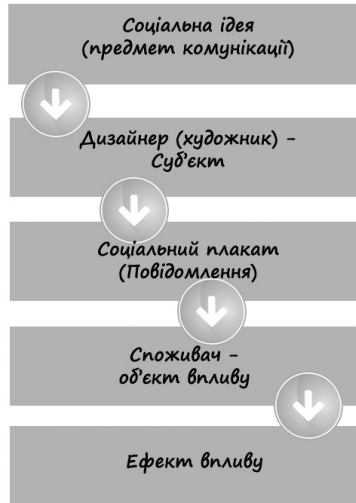 Соціальна ідея
(предмет комунікації)
Дизайнер (художник) –
Суб'єкт
Соціальний плакат
(Повідомлення)
Споживач –
об'єкт впливу
Ефект впливу